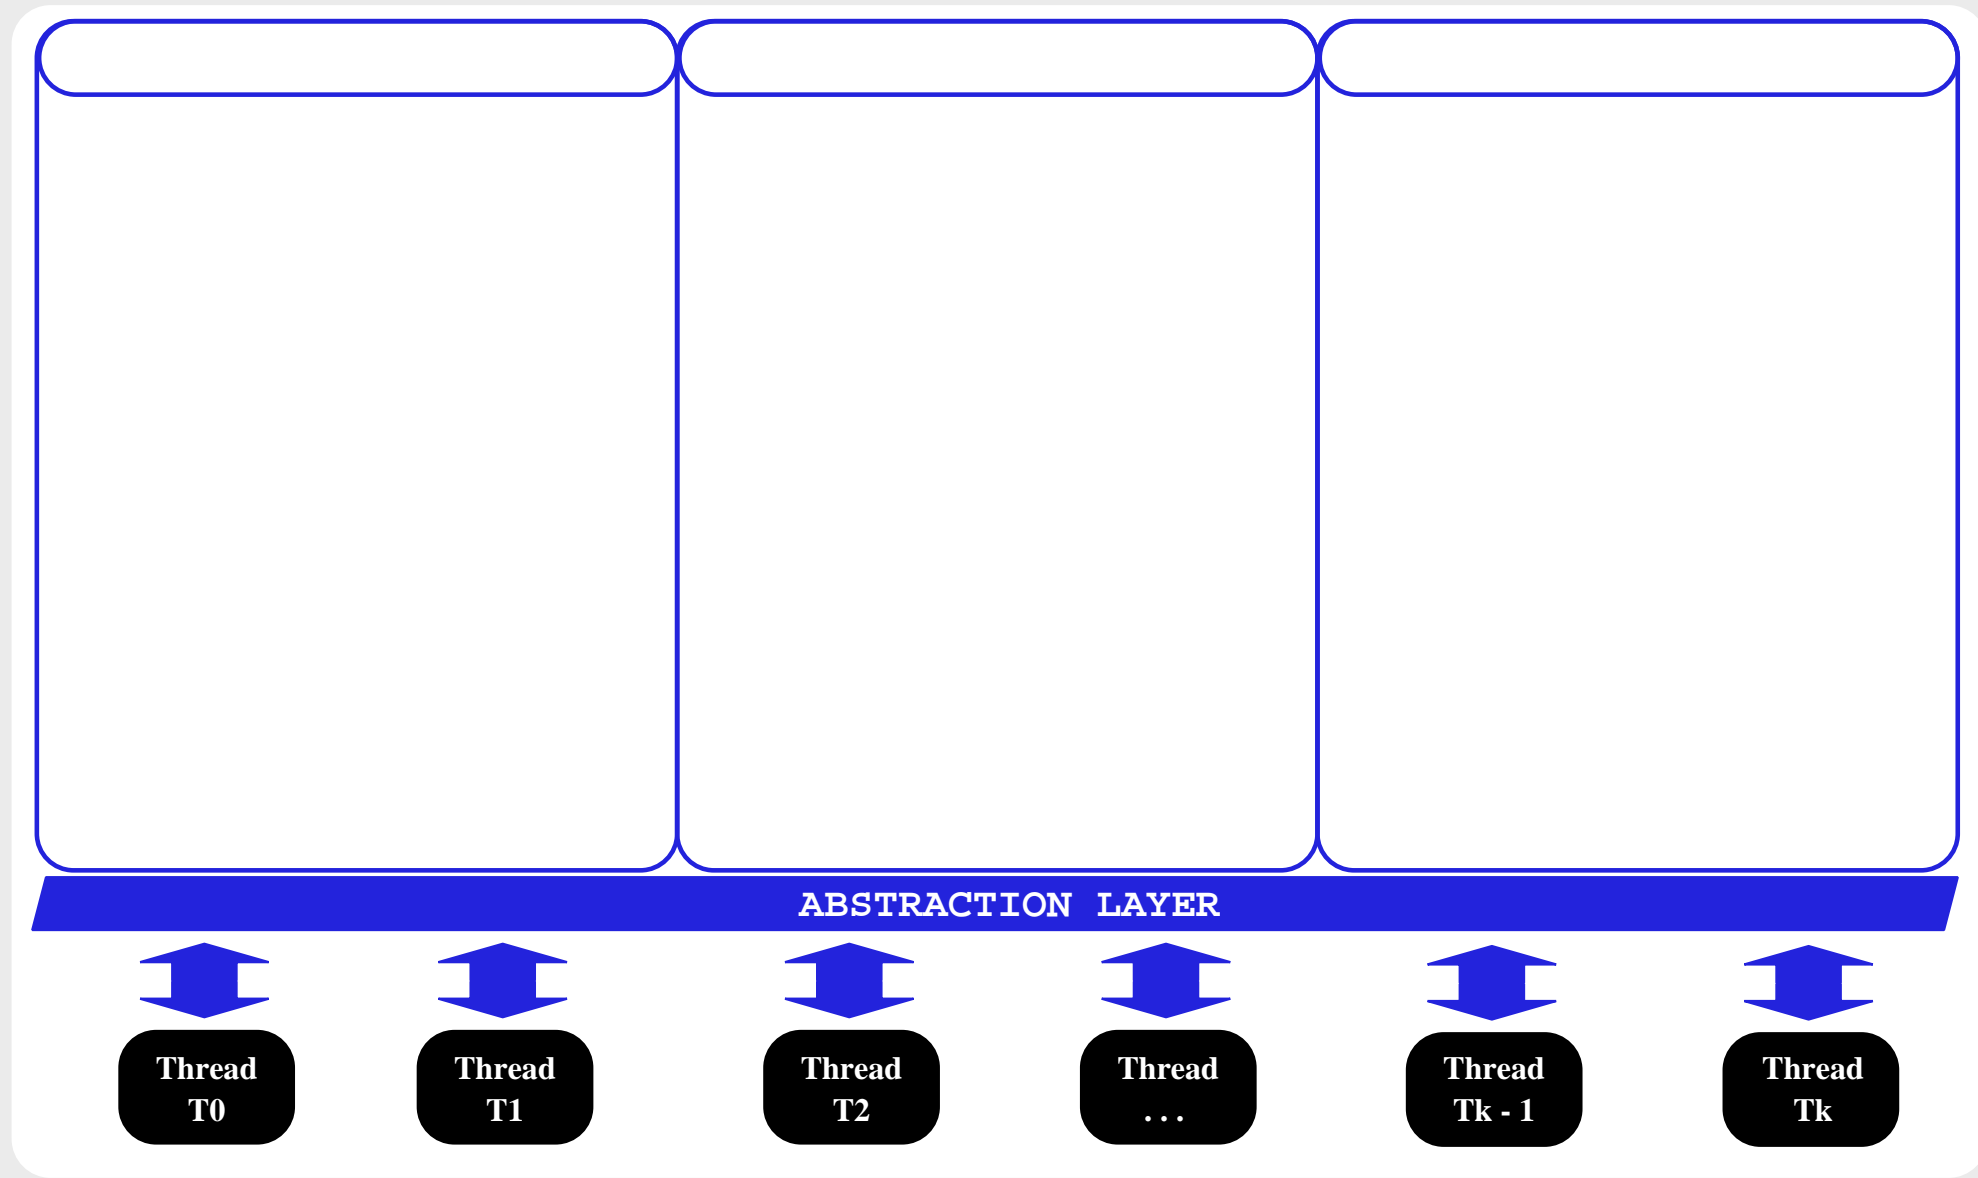 ABSTRACTION LAYER
Thread
T0
Thread
T1
Thread
T2
Thread
...
Thread
Tk - 1
Thread
Tk